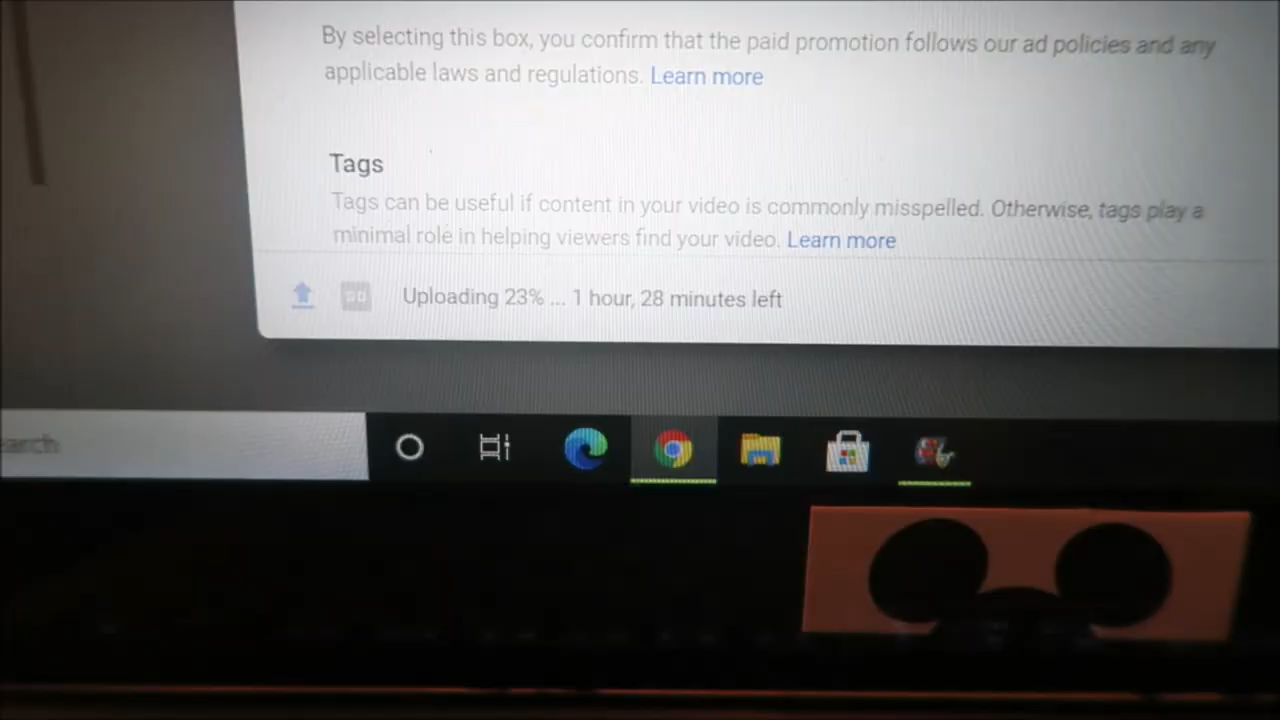 By selecting this box, you confirm that the paid promotion follows our ad policies and any
applicable laws and regulations. Learn more
Tags
Tags can be useful if content in your video is commonly misspelled. Otherwise, tags play a
minimal role in helping viewers find your video. Learn more
Uploading 23% ... 1 hour, 28 minutes left
earch